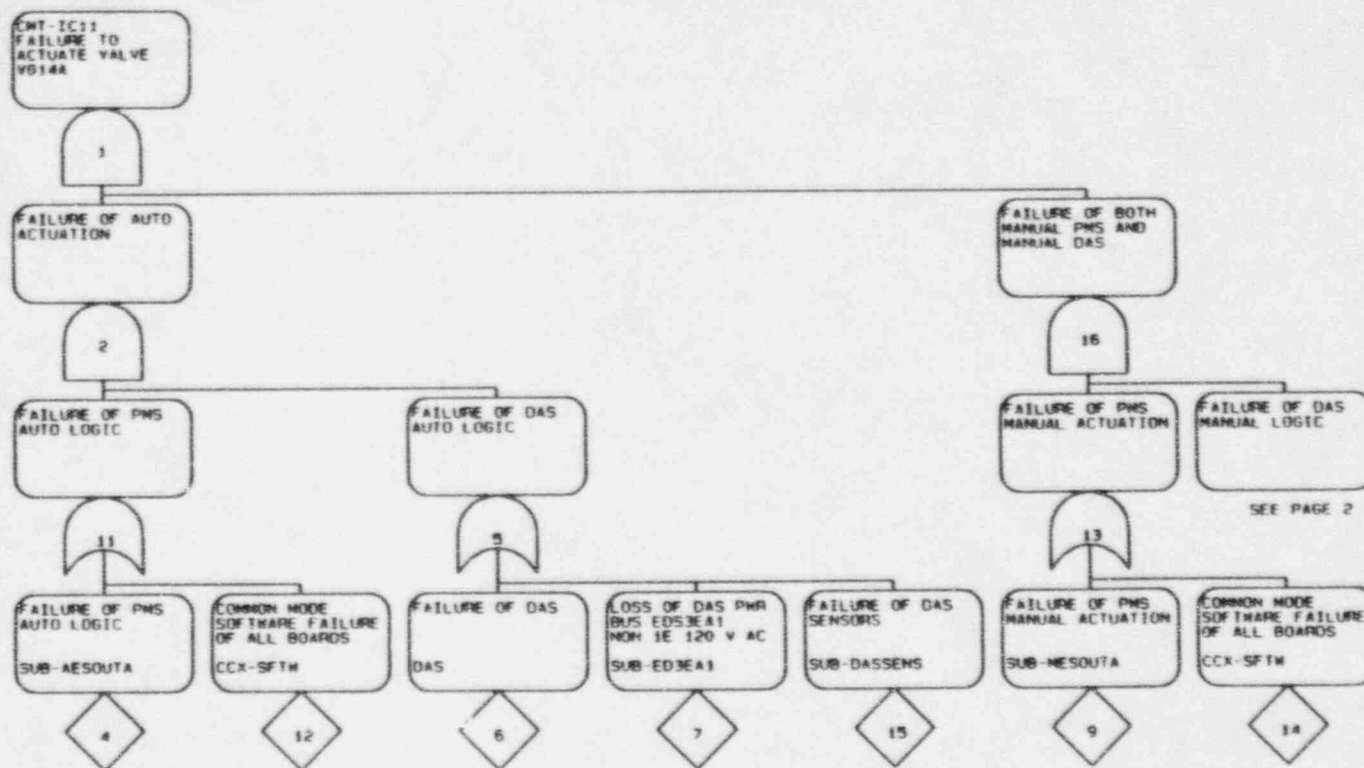 CMT-IC11
FAILURE TO
ACTUATE VALVE
V014A
1
FAILURE OF AUTO
ACTUATION
FAILURE OF BOTH
MANUAL PMS AND
MANUAL DAS
2
16
FAILURE OF PMS
AUTO LOGIC
FAILURE OF DAS
AUTO LOGIC
FAILURE OF PMS
MANUAL ACTUATION
FAILURE OF DAS
MANUAL LOGIC
SEE PAGE 2
11
5
13
FAILURE OF PMS
AUTO LOGIC
SUB-AESOUTA
COMMON MODE
SOFTWARE FAILURE
OF ALL BOARDS
CCX-SFTW
FAILURE OF DAS
DAS
LOSS OF DAS PWR
BUS EDS3EA1
NON 1E 120 V AC
SUB-ED3EA1
FAILURE OF DAS
SENSORS
SUB-DASSENS
FAILURE OF PMS
MANUAL ACTUATION
SUB-MESOUTA
COMMON MODE
SOFTWARE FAILURE
OF ALL BOARDS
CCX-SFTW
4
12
6
7
15
9
14